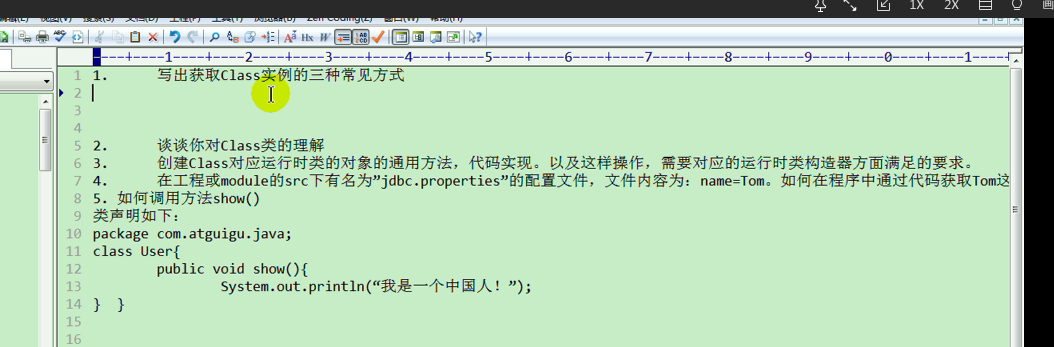 1X 2X
----+----1----+----2----+----3----+----4----+----5----+----6----+----7----+----8----+----9----+----0----+----1----+--
1 1. 写出获取Class实例的三种常见方式
2
3
4
5 2. 谈谈你对Class类的理解
6 3. 创建Class对应运行时类的对象的通用方法，代码实现。以及这样操作，需要对应的运行时类构造器方面满足的要求。
7 4. 在工程或module的src下有名为”jdbc.properties”的配置文件，文件内容为：name=Tom。如何在程序中通过代码获取Tom这
8 5. 如何调用方法show()
9 类声明如下：
10 package com.atguigu.java;
11 class User{
12 public void show(){
13 System.out.println(“我是一个中国人！”);
14 } }
15
16